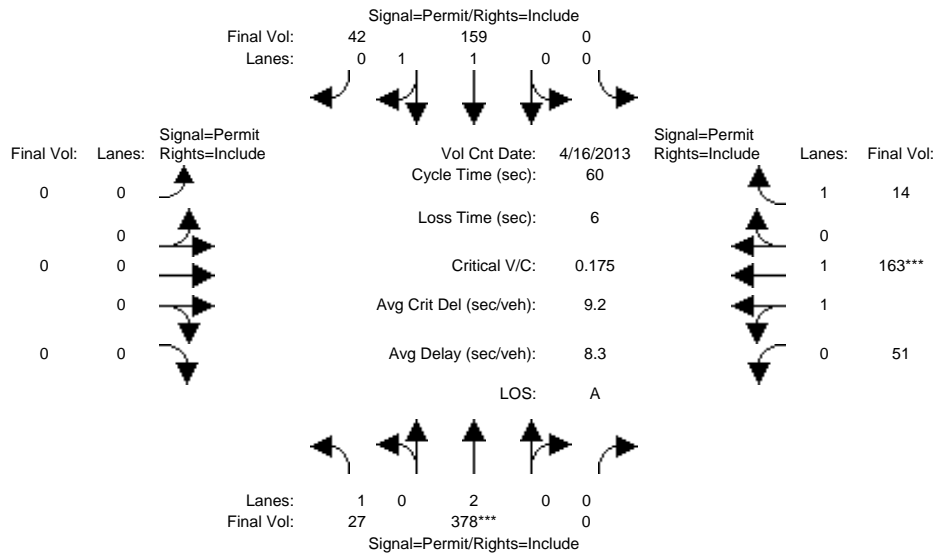 Signal=Permit/Rights=Include
Final Vol: 42 159 0
Lanes: 0 1 1 0 0
Signal=Permit
Final Vol: Lanes: Rights=Include
Vol Cnt Date: 4/16/2013
Signal=Permit
Rights=Include Lanes: Final Vol:
Cycle Time (sec): 60
0 0
1 14
Loss Time (sec): 6
0
0
0 0
Critical V/C: 0.175
1 163***
0
Avg Crit Del (sec/veh): 9.2
1
0 0
Avg Delay (sec/veh): 8.3
0 51
LOS: A
Lanes: 1 0 2 0 0
Final Vol: 27 378*** 0
Signal=Permit/Rights=Include